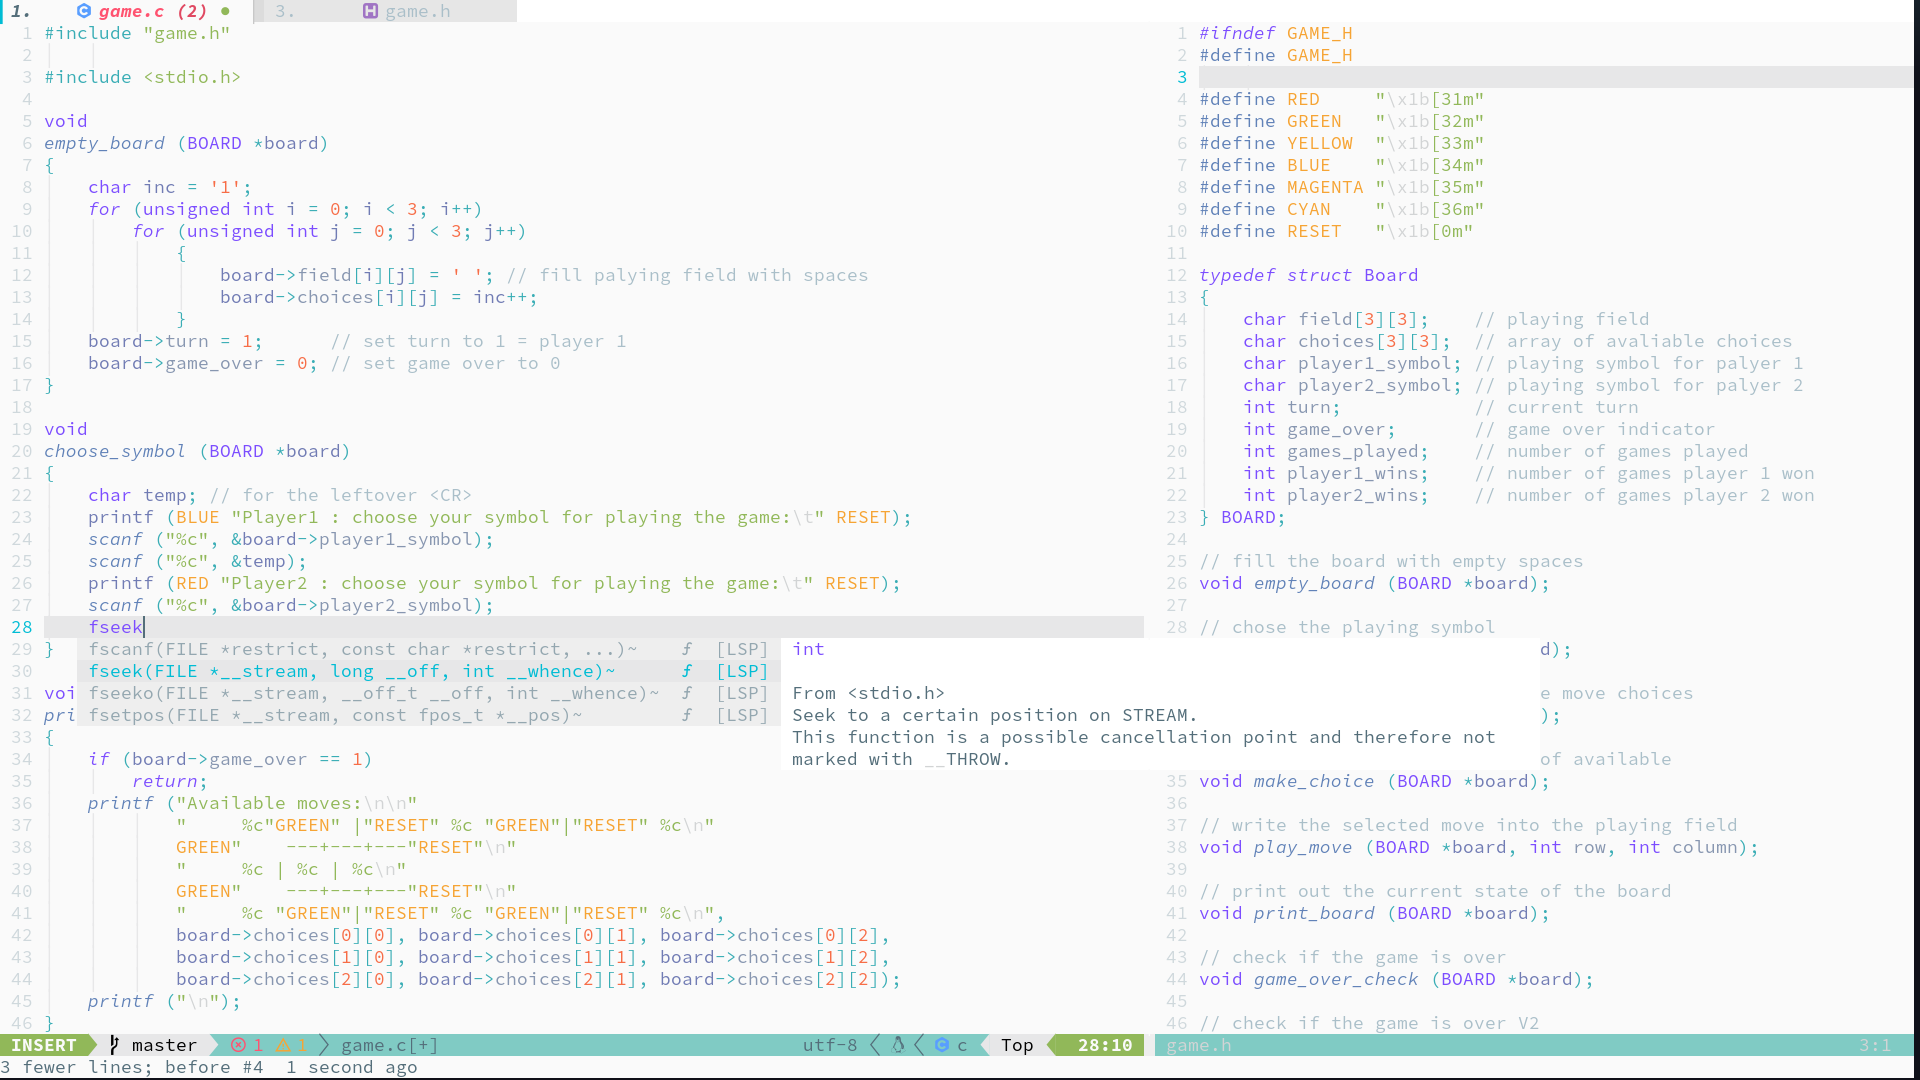 1. game.c (2) ● 3. game.h
1 #include "game.h"
2
3 #include <stdio.h>
4
5 void
6 empty_board (BOARD *board)
7 {
8 char inc = '1';
9 for (unsigned int i = 0; i < 3; i++)
10 for (unsigned int j = 0; j < 3; j++)
11 {
12 board->field[i][j] = ' '; // fill palying field with spaces
13 board->choices[i][j] = inc++;
14 }
15 board->turn = 1; // set turn to 1 = player 1
16 board->game_over = 0; // set game over to 0
17 }
18
19 void
20 choose_symbol (BOARD *board)
21 {
22 char temp; // for the leftover <CR>
23 printf (BLUE "Player1 : choose your symbol for playing the game:\t" RESET);
24 scanf ("%c", &board->player1_symbol);
25 scanf ("%c", &temp);
26 printf (RED "Player2 : choose your symbol for playing the game:\t" RESET);
27 scanf ("%c", &board->player2_symbol);
28 fseek
29 } fscanf(FILE *restrict, const char *restrict, ...)~ f [LSP]
30 fseek(FILE *__stream, long __off, int __whence)~ f [LSP]
31 voi fseeko(FILE *__stream, __off_t __off, int __whence)~ f [LSP]
32 pri fsetpos(FILE *__stream, const fpos_t *__pos)~ f [LSP]
33 {
34 if (board->game_over == 1)
35 return;
36 printf ("Available moves:\n\n"
37 " %c"GREEN" |"RESET" %c "GREEN"|"RESET" %c\n"
38 GREEN" ---+---+---"RESET"\n"
39 " %c | %c | %c\n"
40 GREEN" ---+---+---"RESET"\n"
41 " %c "GREEN"|"RESET" %c "GREEN"|"RESET" %c\n",
42 board->choices[0][0], board->choices[0][1], board->choices[0][2],
43 board->choices[1][0], board->choices[1][1], board->choices[1][2],
44 board->choices[2][0], board->choices[2][1], board->choices[2][2]);
45 printf ("\n");
46 }
int
From <stdio.h>
Seek to a certain position on STREAM.
This function is a possible cancellation point and therefore not
marked with __THROW.
1 #ifndef GAME_H
2 #define GAME_H
3
4 #define RED "\x1b[31m"
5 #define GREEN "\x1b[32m"
6 #define YELLOW "\x1b[33m"
7 #define BLUE "\x1b[34m"
8 #define MAGENTA "\x1b[35m"
9 #define CYAN "\x1b[36m"
10 #define RESET "\x1b[0m"
11
12 typedef struct Board
13 {
14 char field[3][3]; // playing field
15 char choices[3][3]; // array of avaliable choices
16 char player1_symbol; // playing symbol for palyer 1
17 char player2_symbol; // playing symbol for palyer 2
18 int turn; // current turn
19 int game_over; // game over indicator
20 int games_played; // number of games played
21 int player1_wins; // number of games player 1 won
22 int player2_wins; // number of games player 2 won
23 } BOARD;
24
25 // fill the board with empty spaces
26 void empty_board (BOARD *board);
27
28 // chose the playing symbol
d);
e move choices
);
of available
35 void make_choice (BOARD *board);
36
37 // write the selected move into the playing field
38 void play_move (BOARD *board, int row, int column);
39
40 // print out the current state of the board
41 void print_board (BOARD *board);
42
43 // check if the game is over
44 void game_over_check (BOARD *board);
45
46 // check if the game is over V2
INSERT master 1 1 game.c[+] utf-8 c Top 28:10 game.h 3:1
3 fewer lines; before #4 1 second ago